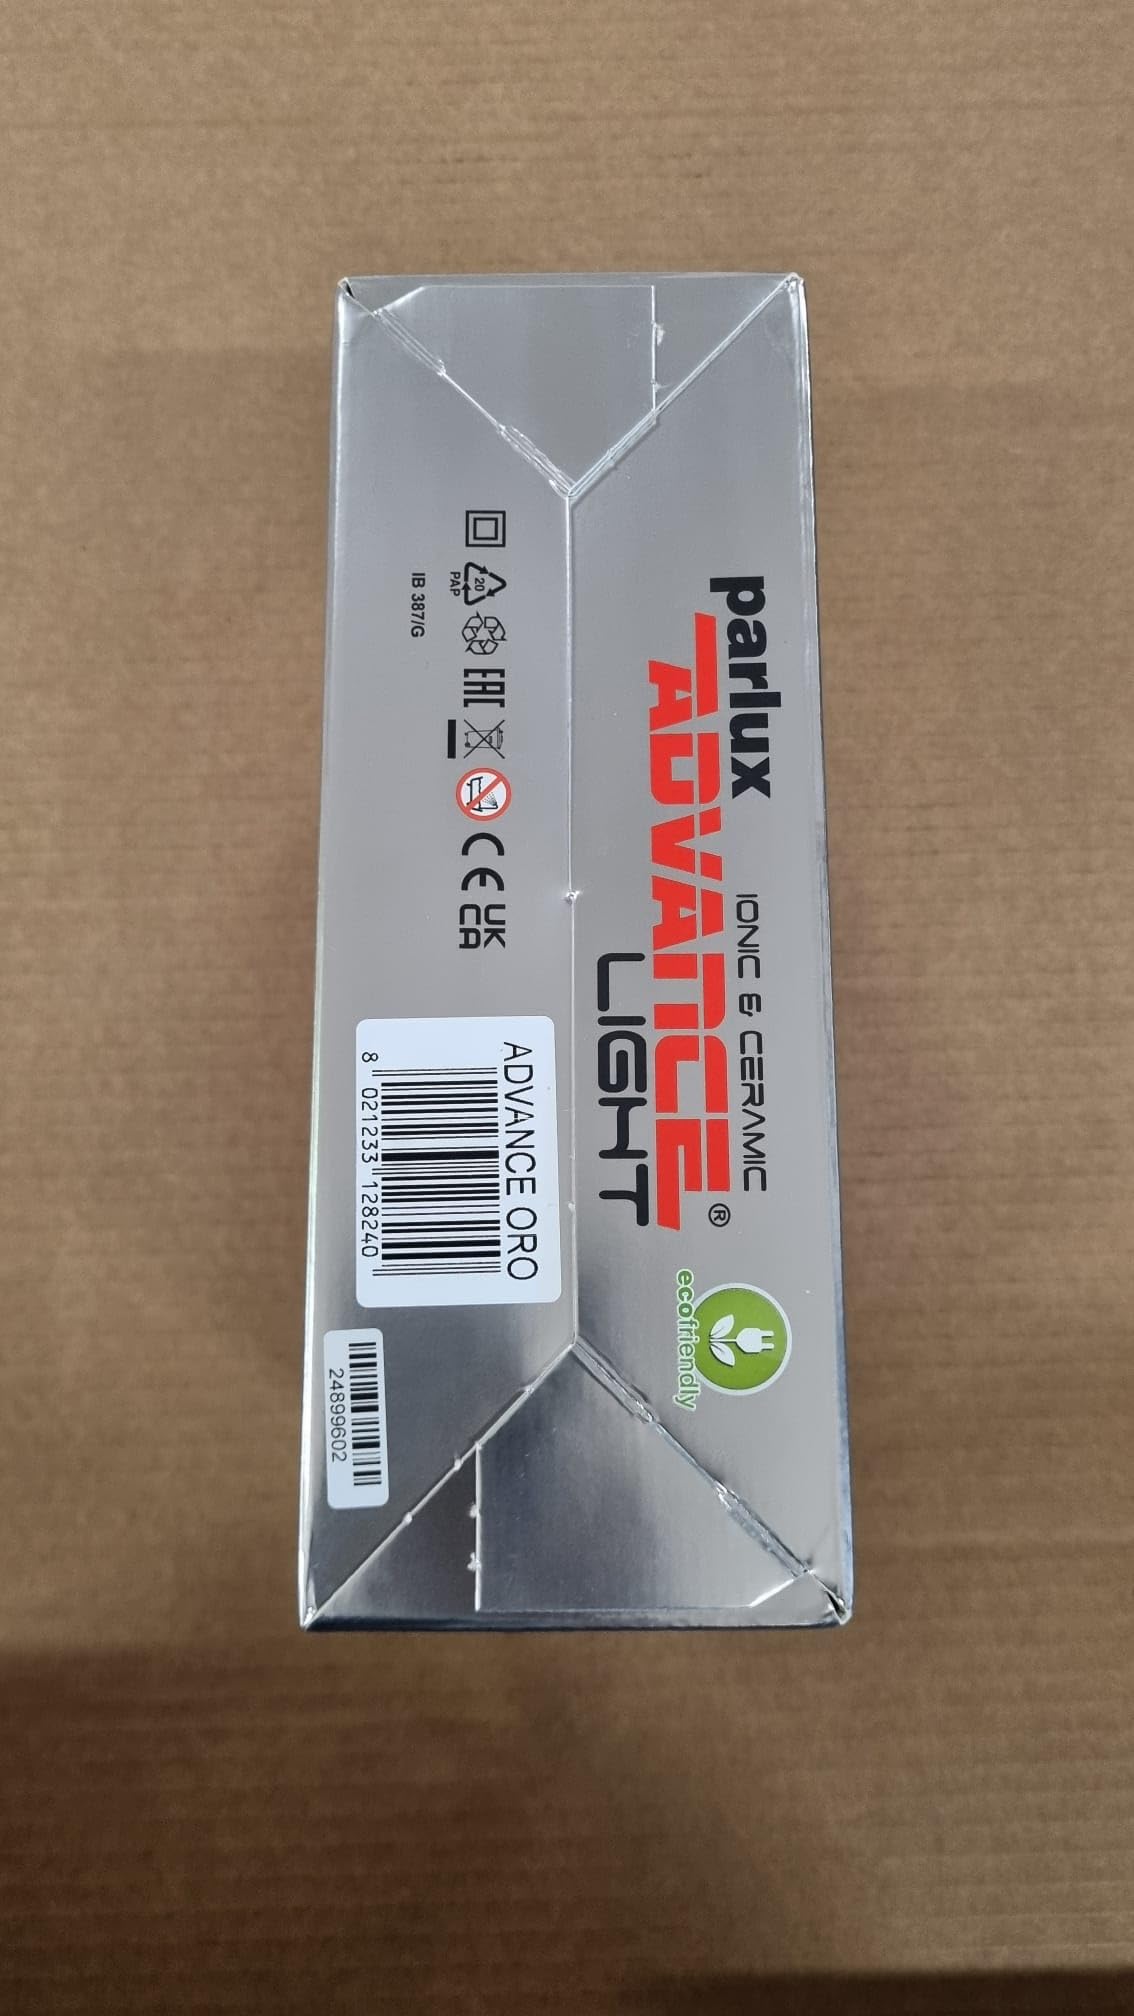 parlux
IONIC & CERAMIC
ADVANCE®
LIGHT
ecofriendly
20
PAP
EAC
CE
UK
CA
IB 387/G
ADVANCE ORO
8 021233 128240
24899602